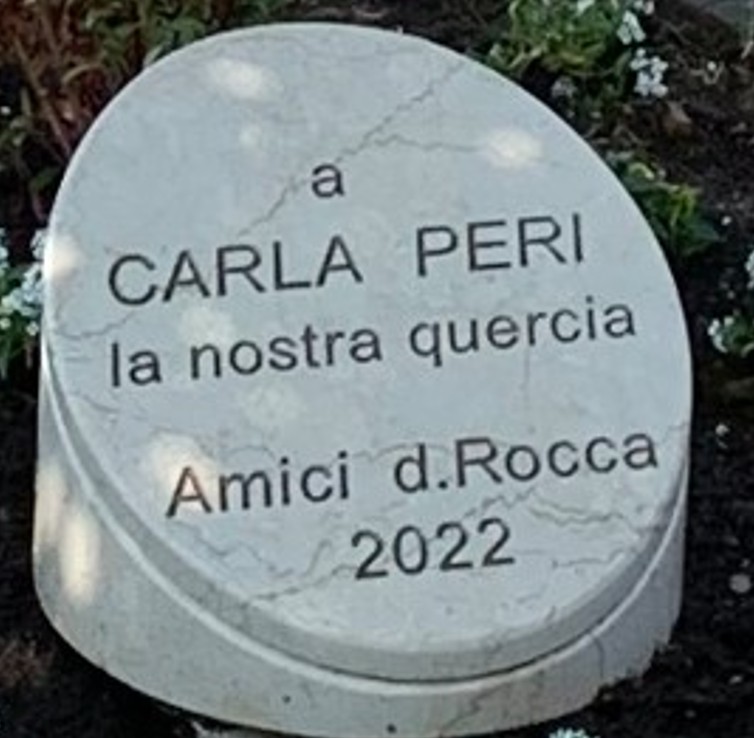 a
CARLA PERI
la nostra quercia
Amici d.Rocca
2022